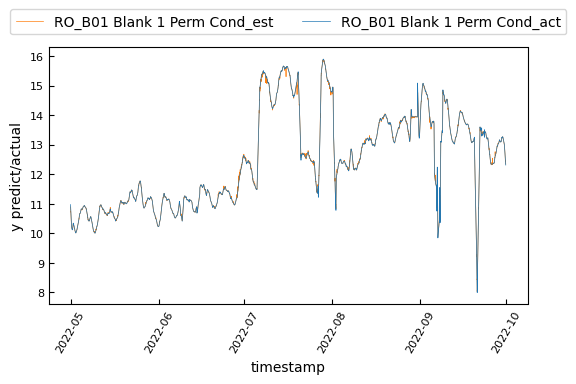 RO_B01 Blank 1 Perm Cond_est RO_B01 Blank 1 Perm Cond_act
16
15
14
13
12
11
10
9
8
y predict/actual
2022-05 2022-06 2022-07 2022-08 2022-09 2022-10
timestamp